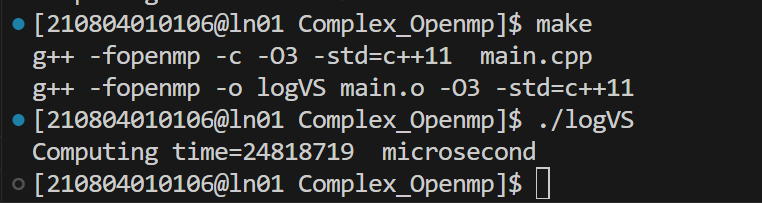 [210804010106@ln01 Complex_Openmp]$ make
g++ -fopenmp -c -O3 -std=c++11  main.cpp
g++ -fopenmp -o logVS main.o -O3 -std=c++11
[210804010106@ln01 Complex_Openmp]$ ./logVS
Computing time=24818719  microsecond
[210804010106@ln01 Complex_Openmp]$